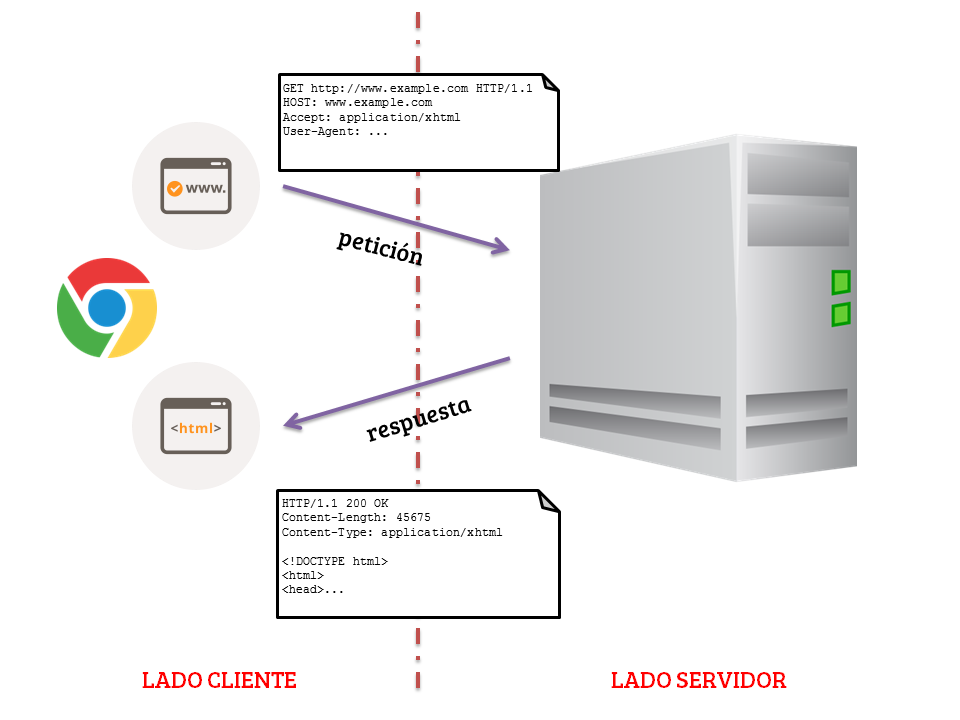 GET http://www.example.com HTTP/1.1
HOST: www.example.com
Accept: application/xhtml
User-Agent: ...
www.
petición
respuesta
<html>
HTTP/1.1 200 OK
Content-Length: 45675
Content-Type: application/xhtml
<!DOCTYPE html>
<html>
<head>...
LADO CLIENTE
LADO SERVIDOR